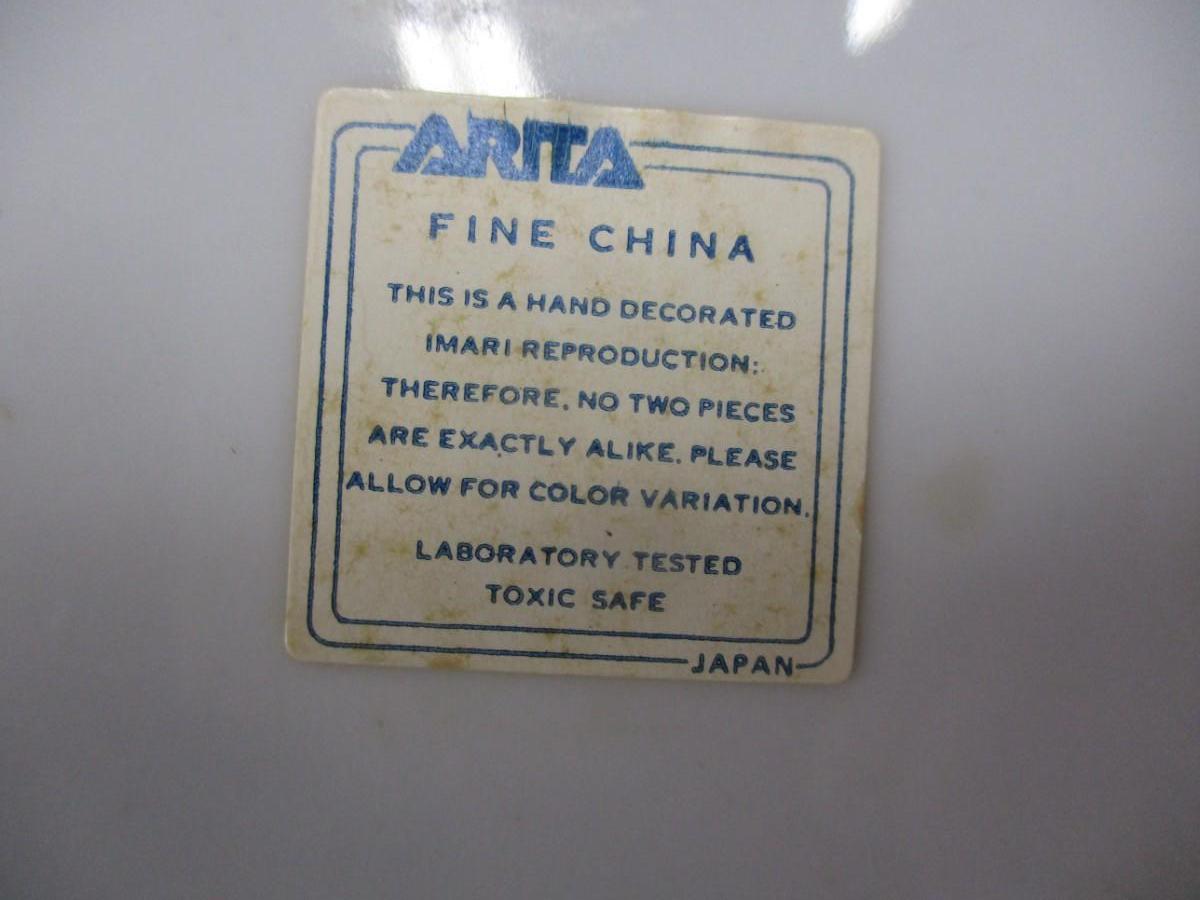 ARITA
FINE CHINA
THIS IS A HAND DECORATED
IMARI REPRODUCTION;
THEREFORE, NO TWO PIECES
ARE EXACTLY ALIKE. PLEASE
ALLOW FOR COLOR VARIATION.
LABORATORY TESTED
TOXIC SAFE
JAPAN